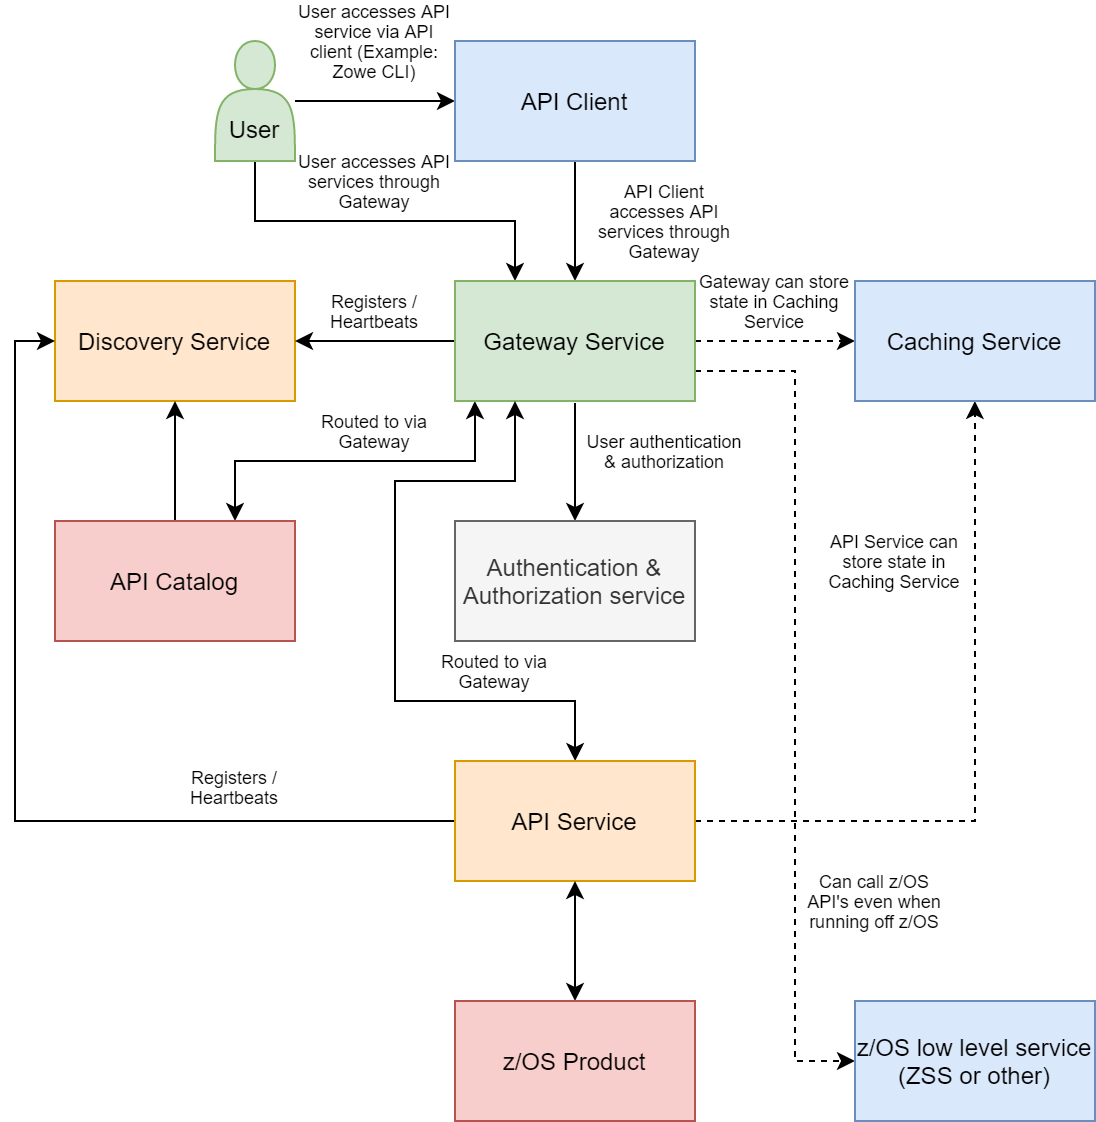 User accesses API
service via API
client (Example:
Zowe CLI)
User
API Client
User accesses API
services through
Gateway
API Client
accesses API
services through
Gateway
Discovery Service
Registers /
Heartbeats
Gateway Service
Gateway can store
state in Caching
Service
Caching Service
Routed to via
Gateway
User authentication
& authorization
API Catalog
Authentication &
Authorization service
API Service can
store state in
Caching Service
Routed to via
Gateway
Registers /
Heartbeats
API Service
Can call z/OS
API's even when
running off z/OS
z/OS Product
z/OS low level service
(ZSS or other)